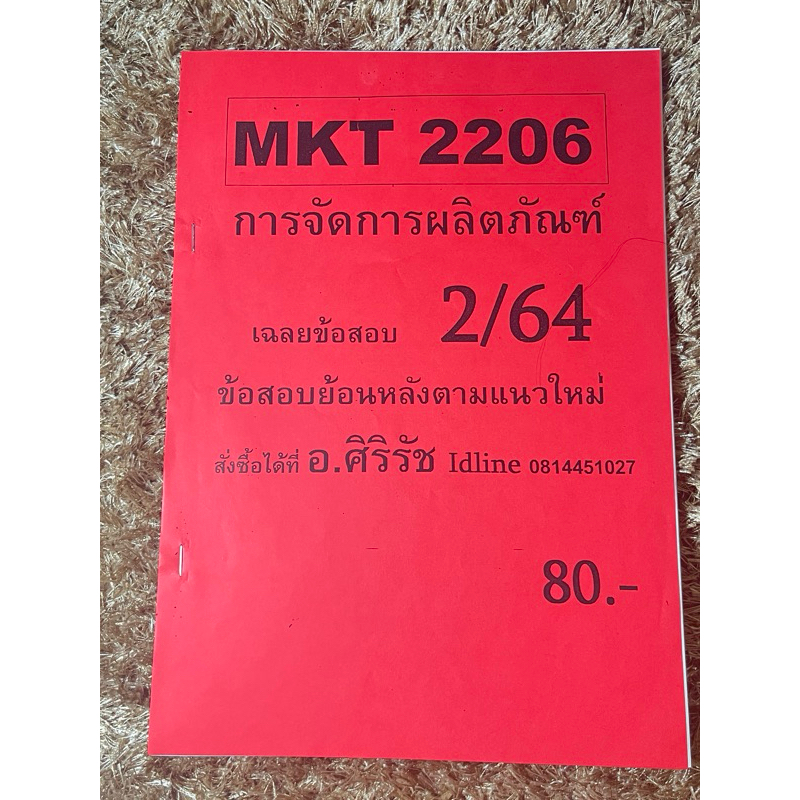 MKT 2206
การจัดการผลิตภัณฑ์
เฉลยข้อสอบ 2/64
ข้อสอบย้อนหลังตามแนวใหม่
สั่งซื้อได้ที่ อ.ศิริรัช Idline 0814451027
80.-